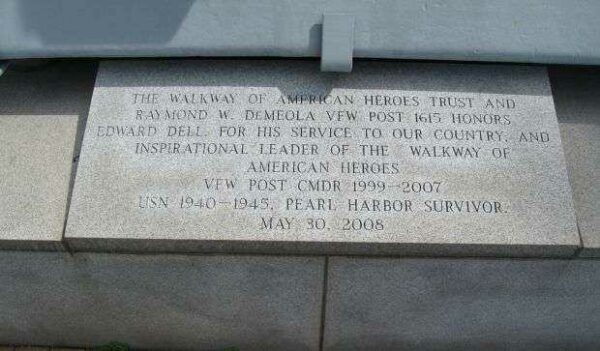 THE WALKWAY OF AMERICAN HEROES TRUST AND
RAYMOND W. DEMEOLA VFW POST 1615 HONORS
EDWARD DELL, FOR HIS SERVICE TO OUR COUNTRY, AND
INSPIRATIONAL LEADER OF THE WALKWAY OF
AMERICAN HEROES
VFW POST CMDR 1999-2007
USN 1940-1945, PEARL HARBOR SURVIVOR.
MAY 30, 2008